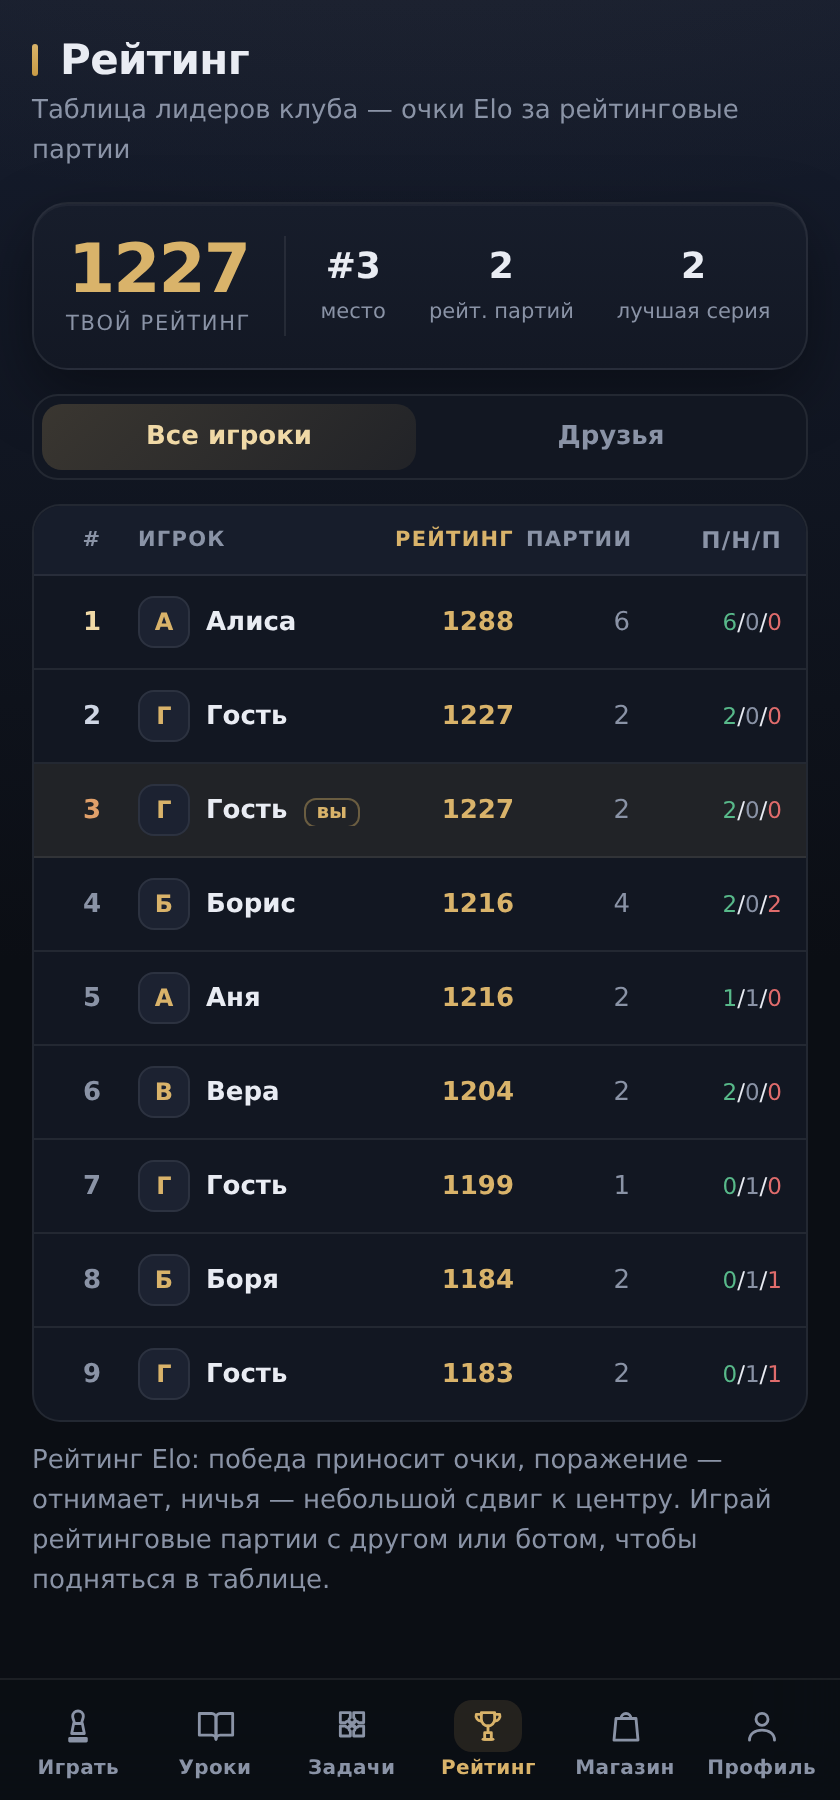 Рейтинг
Таблица лидеров клуба — очки Elo за рейтинговые
партии
1227 #3 2 2
ТВОЙ РЕЙТИНГ место рейт. партий лучшая серия
Все игроки Друзья
# ИГРОК РЕЙТИНГ ПАРТИИ П/Н/П
1 А Алиса 1288 6 6/0/0
2 Г Гость 1227 2 2/0/0
3 Г Гость вы 1227 2 2/0/0
4 Б Борис 1216 4 2/0/2
5 А Аня 1216 2 1/1/0
6 В Вера 1204 2 2/0/0
7 Г Гость 1199 1 0/1/0
8 Б Боря 1184 2 0/1/1
9 Г Гость 1183 2 0/1/1
Рейтинг Elo: победа приносит очки, поражение —
отнимает, ничья — небольшой сдвиг к центру. Играй
рейтинговые партии с другом или ботом, чтобы
подняться в таблице.
Играть Уроки Задачи Рейтинг Магазин Профиль